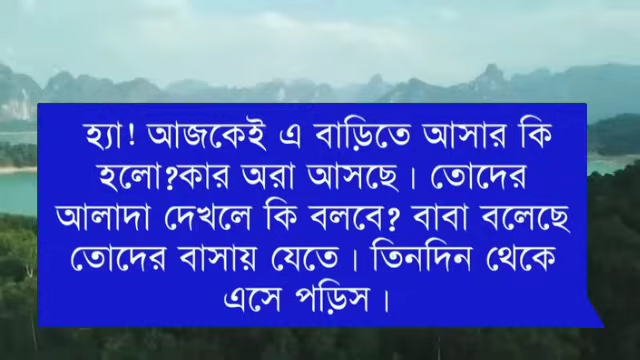 হ্যা! আজকেই এ বাড়িতে আসার কি
হলো?কার অরা আসছে। তোদের
আলাদা দেখলে কি বলবে? বাবা বলেছে
তোদের বাসায় যেতে। তিনদিন থেকে
এসে পড়িস।